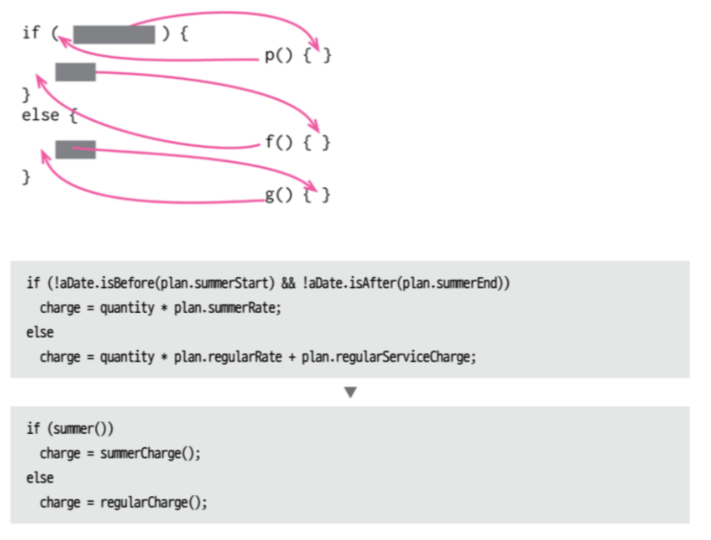 if ( ) {
p() { }
}
else {
f() { }
}
g() { }
if (!aDate.isBefore(plan.summerStart) && !aDate.isAfter(plan.summerEnd))
charge = quantity * plan.summerRate;
else
charge = quantity * plan.regularRate + plan.regularServiceCharge;
if (summer())
charge = summerCharge();
else
charge = regularCharge();